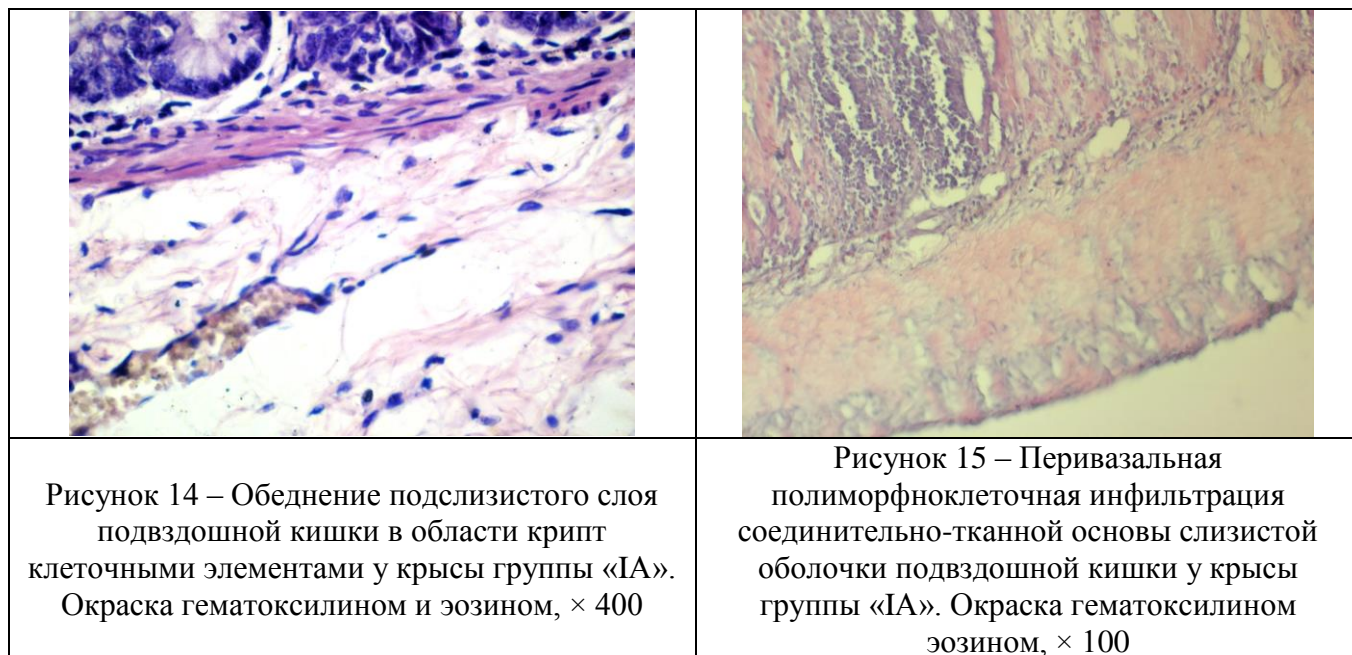 Рисунок 14 – Обеднение подслизистого слоя
подвздошной кишки в области крипт
клеточными элементами у крысы группы «IA».
Окраска гематоксилином и эозином, × 400
Рисунок 15 – Перивазальная
полиморфноклеточная инфильтрация
соединительно-тканной основы слизистой
оболочки подвздошной кишки у крысы
группы «IA». Окраска гематоксилином
эозином, × 100